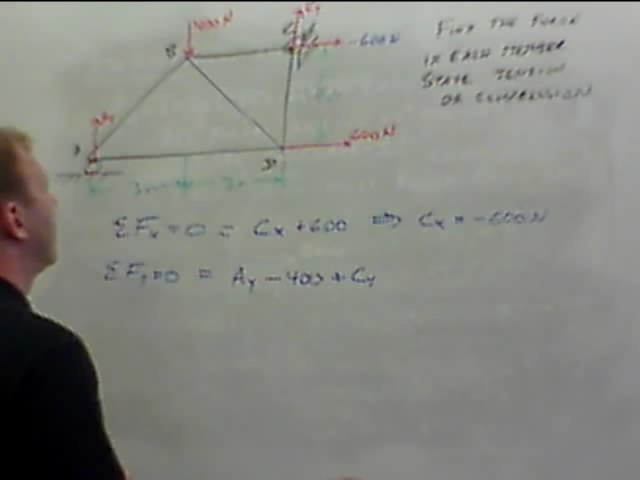 FIND THE FORCE
IN EACH MEMBER
STATE TENSION
OR COMPRESSION
400N
B
-600N
600N
A
D
3m
3m
ΣFx=0 = Cx+600 ⇒ Cx = -600N
ΣFy=0 = Ay-400+Cy